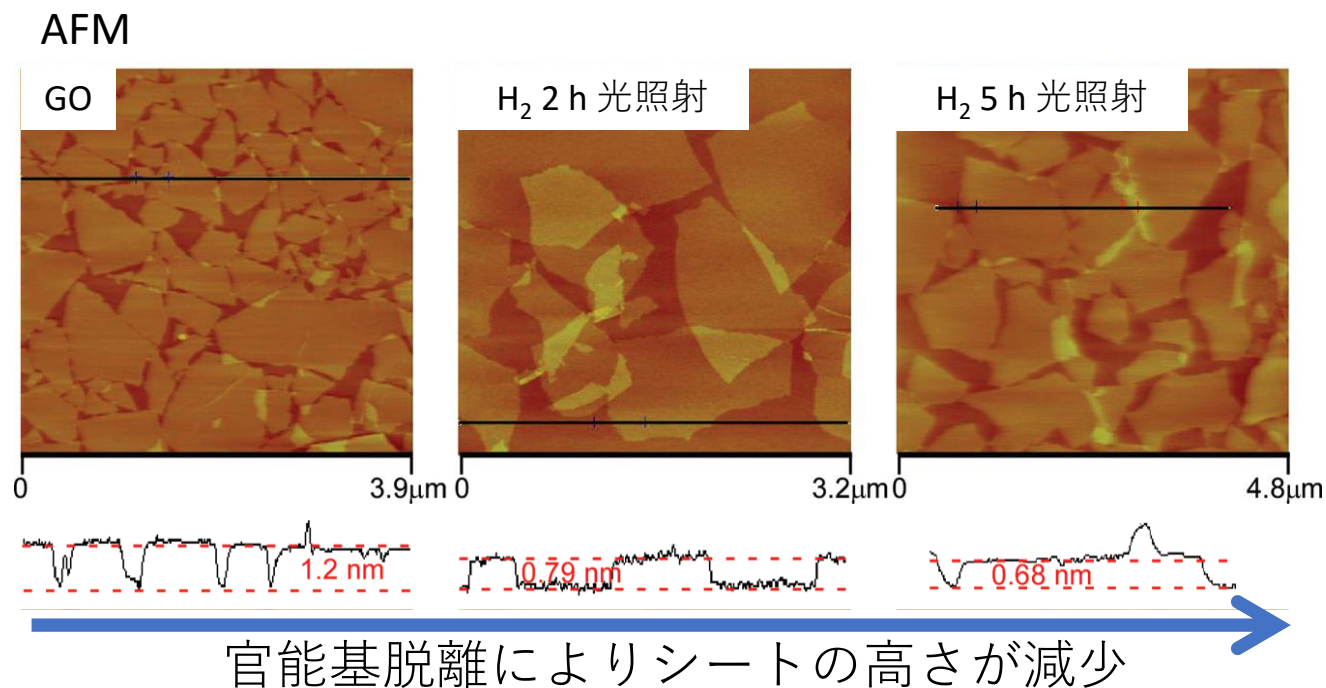 AFM
GO
H₂ 2 h 光照射
H₂ 5 h 光照射
0 3.9μm
0 3.2μm
0 4.8μm
1.2 nm
0.79 nm
0.68 nm
官能基脱離によりシートの高さが減少